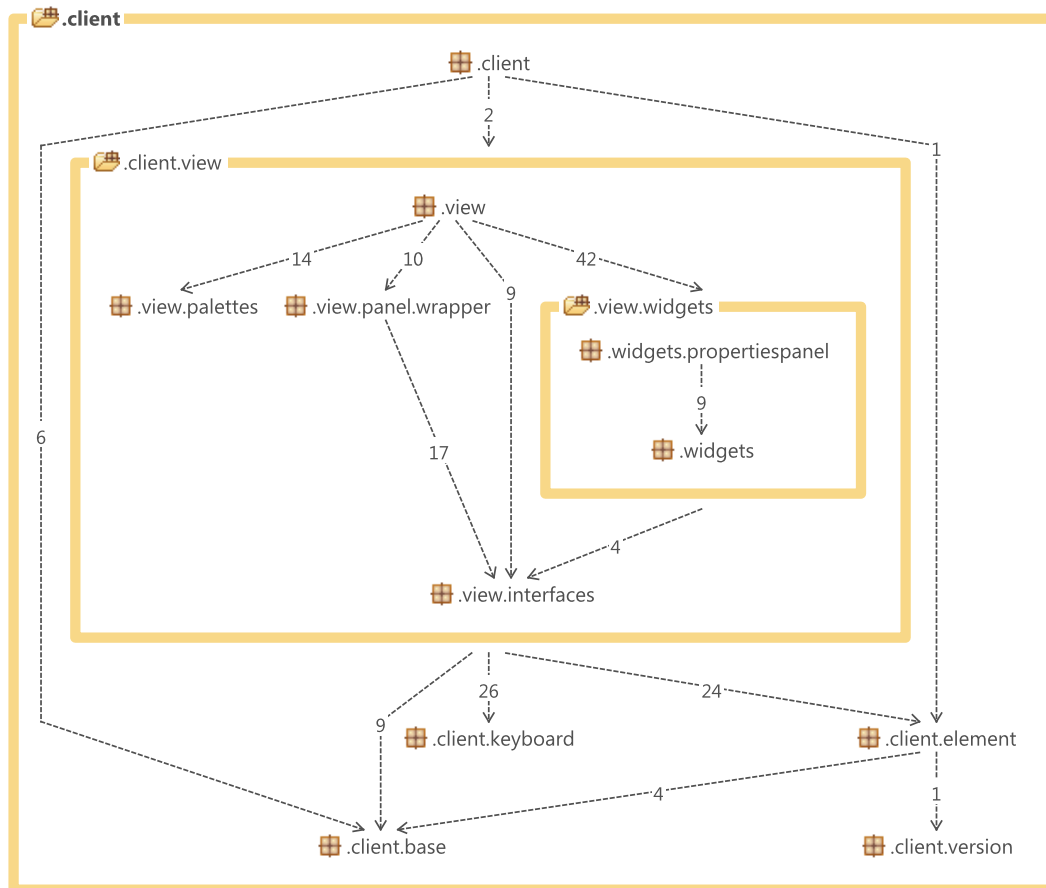 .client
.client
2
1
.client.view
.view
14
10
42
9
.view.palettes
.view.panel.wrapper
.view.widgets
.widgets.propertiespanel
9
6
17
.widgets
4
.view.interfaces
26
24
9
.client.keyboard
.client.element
4
1
.client.base
.client.version